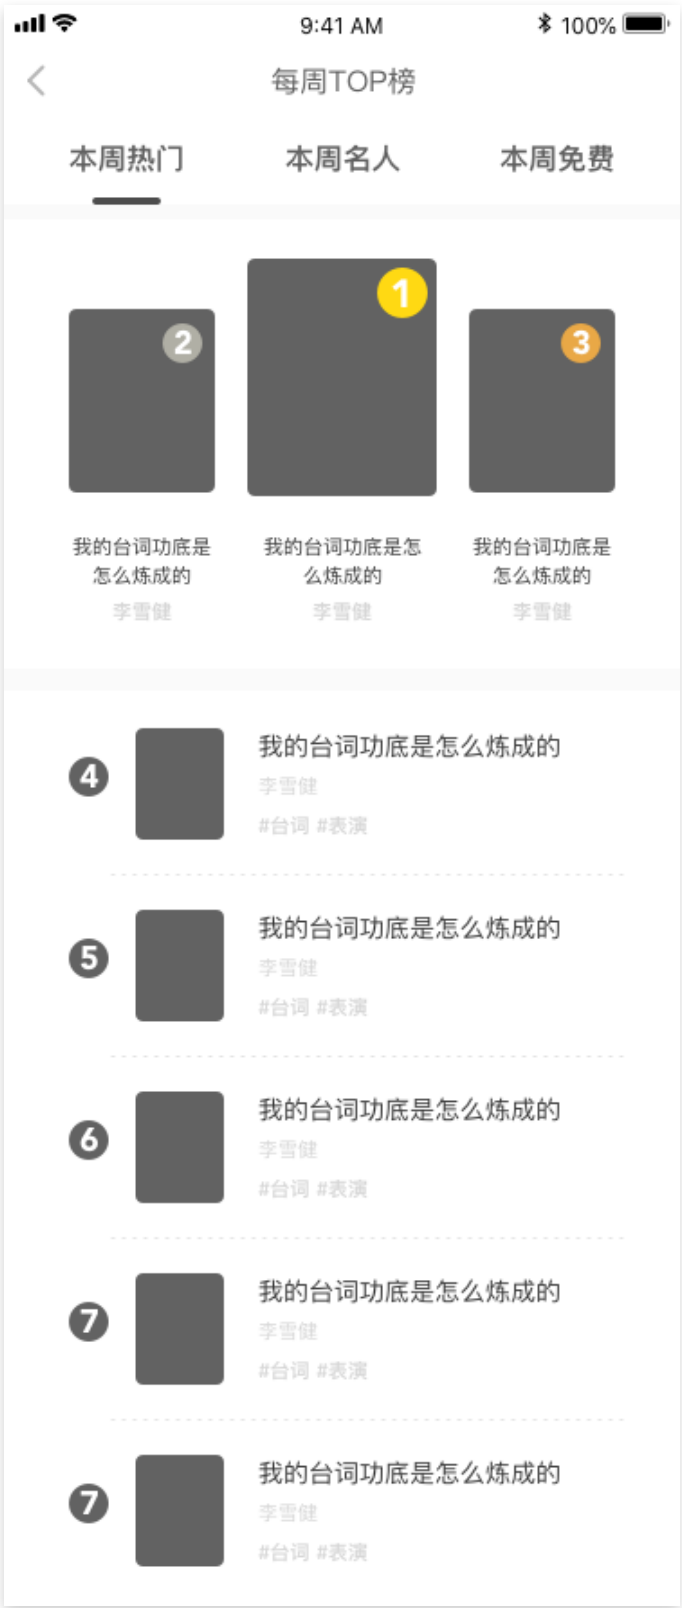 9:41 AM 100%
每周TOP榜
本周热门 本周名人 本周免费
1
2
3
我的台词功底是
怎么炼成的
李雪健
我的台词功底是怎
么炼成的
李雪健
我的台词功底是
怎么炼成的
李雪健
4
我的台词功底是怎么炼成的
李雪健
#台词 #表演
5
我的台词功底是怎么炼成的
李雪健
#台词 #表演
6
我的台词功底是怎么炼成的
李雪健
#台词 #表演
7
我的台词功底是怎么炼成的
李雪健
#台词 #表演
7
我的台词功底是怎么炼成的
李雪健
#台词 #表演